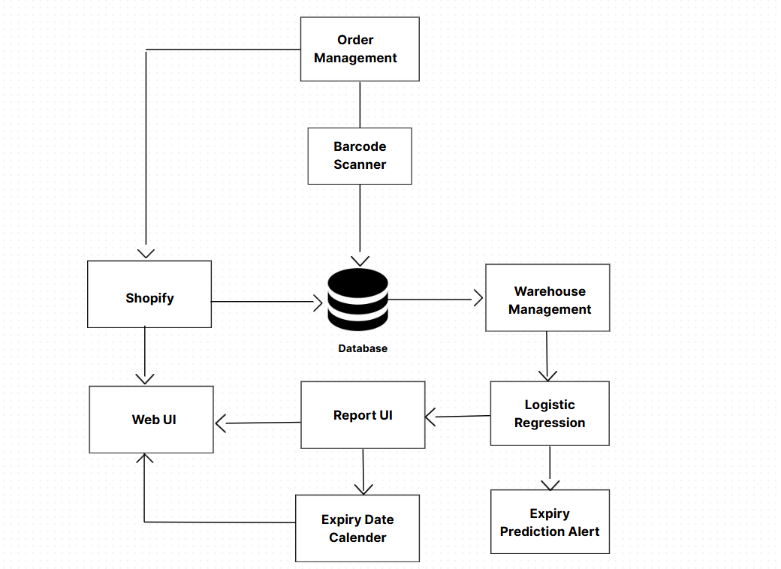 Order
Management
Barcode
Scanner
Shopify
Database
Warehouse
Management
Web UI
Report UI
Logistic
Regression
Expiry Date
Calender
Expiry
Prediction Alert